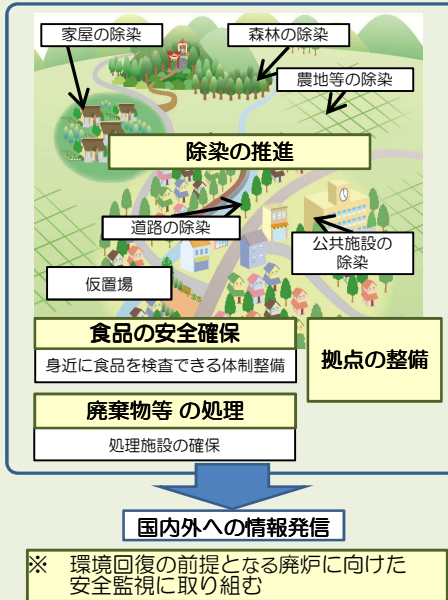 家屋の除染
森林の除染
農地等の除染
除染の推進
道路の除染
公共施設の
除染
仮置場
食品の安全確保
身近に食品を検査できる体制整備
拠点の整備
廃棄物等 の処理
処理施設の確保
国内外への情報発信
※ 環境回復の前提となる廃炉に向けた
安全監視に取り組む